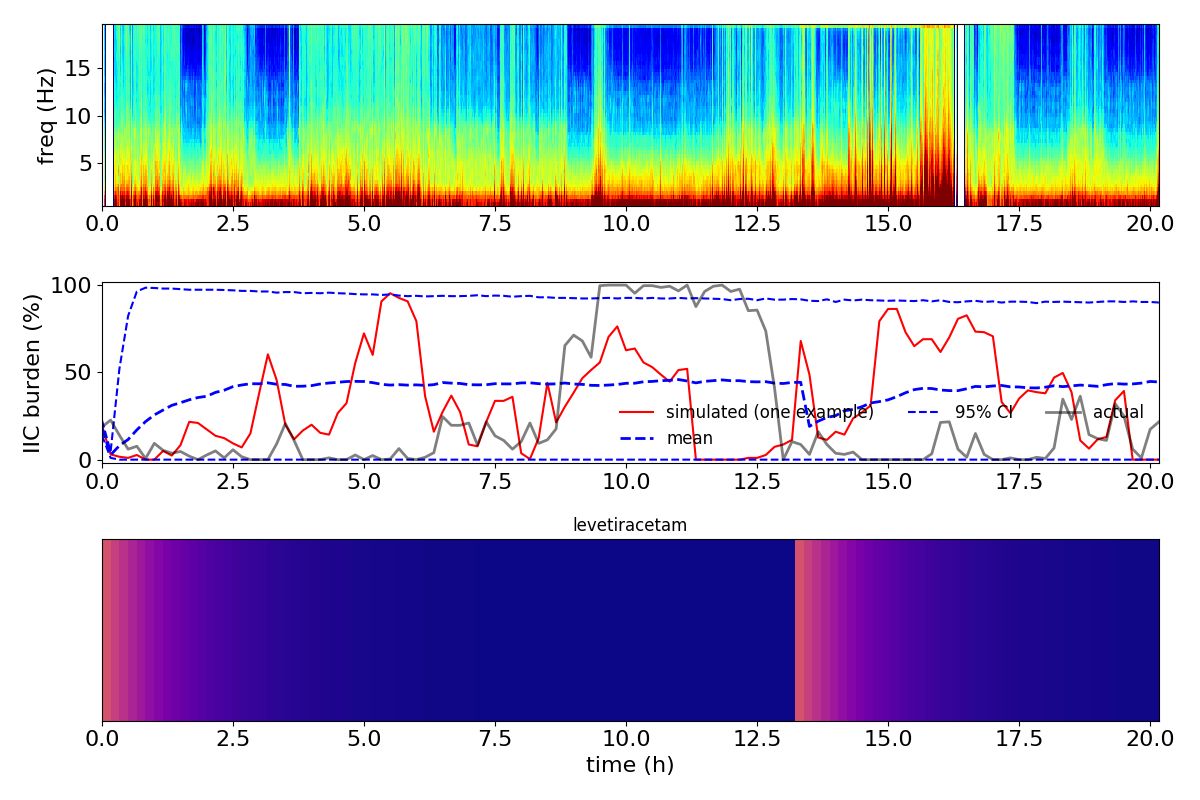 freq (Hz)
15
10
5
0.0 2.5 5.0 7.5 10.0 12.5 15.0 17.5 20.0
IIC burden (%)
100
50
0
simulated (one example) 95% CI actual
mean
0.0 2.5 5.0 7.5 10.0 12.5 15.0 17.5 20.0
levetiracetam
0.0 2.5 5.0 7.5 10.0 12.5 15.0 17.5 20.0
time (h)